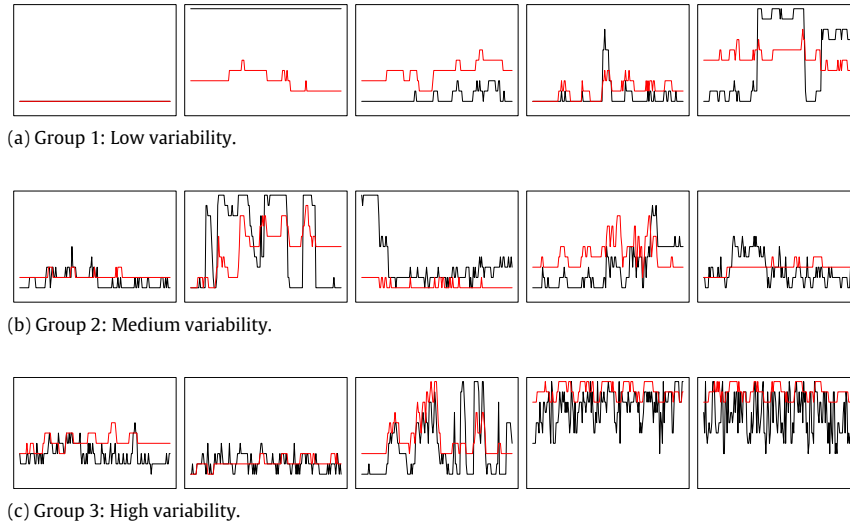 (a) Group 1: Low variability.
(b) Group 2: Medium variability.
(c) Group 3: High variability.